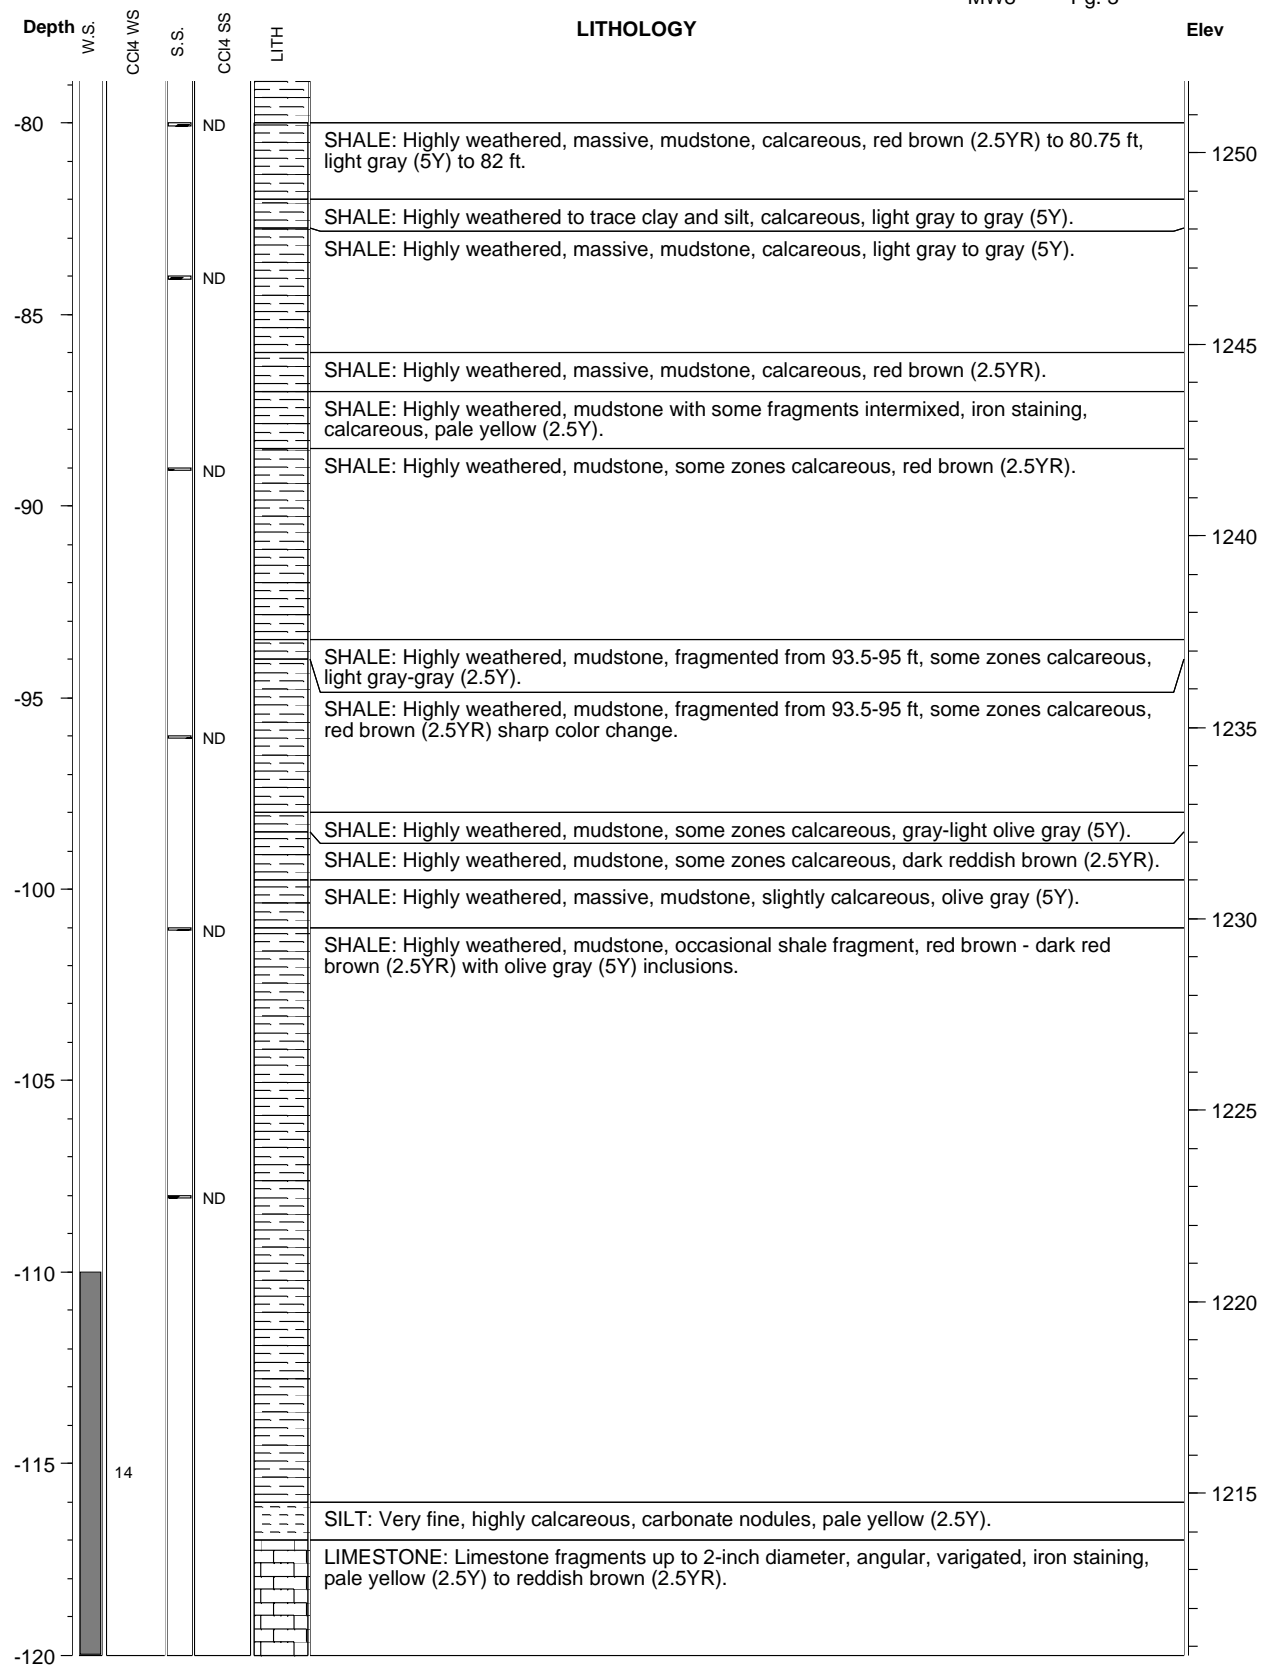 Depth W.S. CCl4 WS S.S. CCl4 SS LITH LITHOLOGY Elev
-80 ND
SHALE: Highly weathered, massive, mudstone, calcareous, red brown (2.5YR) to 80.75 ft,
light gray (5Y) to 82 ft.
1250
SHALE: Highly weathered to trace clay and silt, calcareous, light gray to gray (5Y).
SHALE: Highly weathered, massive, mudstone, calcareous, light gray to gray (5Y).
ND
-85
1245
SHALE: Highly weathered, massive, mudstone, calcareous, red brown (2.5YR).
SHALE: Highly weathered, mudstone with some fragments intermixed, iron staining,
calcareous, pale yellow (2.5Y).
SHALE: Highly weathered, mudstone, some zones calcareous, red brown (2.5YR).
ND
-90
1240
SHALE: Highly weathered, mudstone, fragmented from 93.5-95 ft, some zones calcareous,
light gray-gray (2.5Y).
-95
SHALE: Highly weathered, mudstone, fragmented from 93.5-95 ft, some zones calcareous,
red brown (2.5YR) sharp color change.
1235
ND
SHALE: Highly weathered, mudstone, some zones calcareous, gray-light olive gray (5Y).
SHALE: Highly weathered, mudstone, some zones calcareous, dark reddish brown (2.5YR).
-100
SHALE: Highly weathered, massive, mudstone, slightly calcareous, olive gray (5Y).
1230
ND
SHALE: Highly weathered, mudstone, occasional shale fragment, red brown - dark red
brown (2.5YR) with olive gray (5Y) inclusions.
-105
1225
ND
-110
1220
-115 14
1215
SILT: Very fine, highly calcareous, carbonate nodules, pale yellow (2.5Y).
LIMESTONE: Limestone fragments up to 2-inch diameter, angular, varigated, iron staining,
pale yellow (2.5Y) to reddish brown (2.5YR).
-120